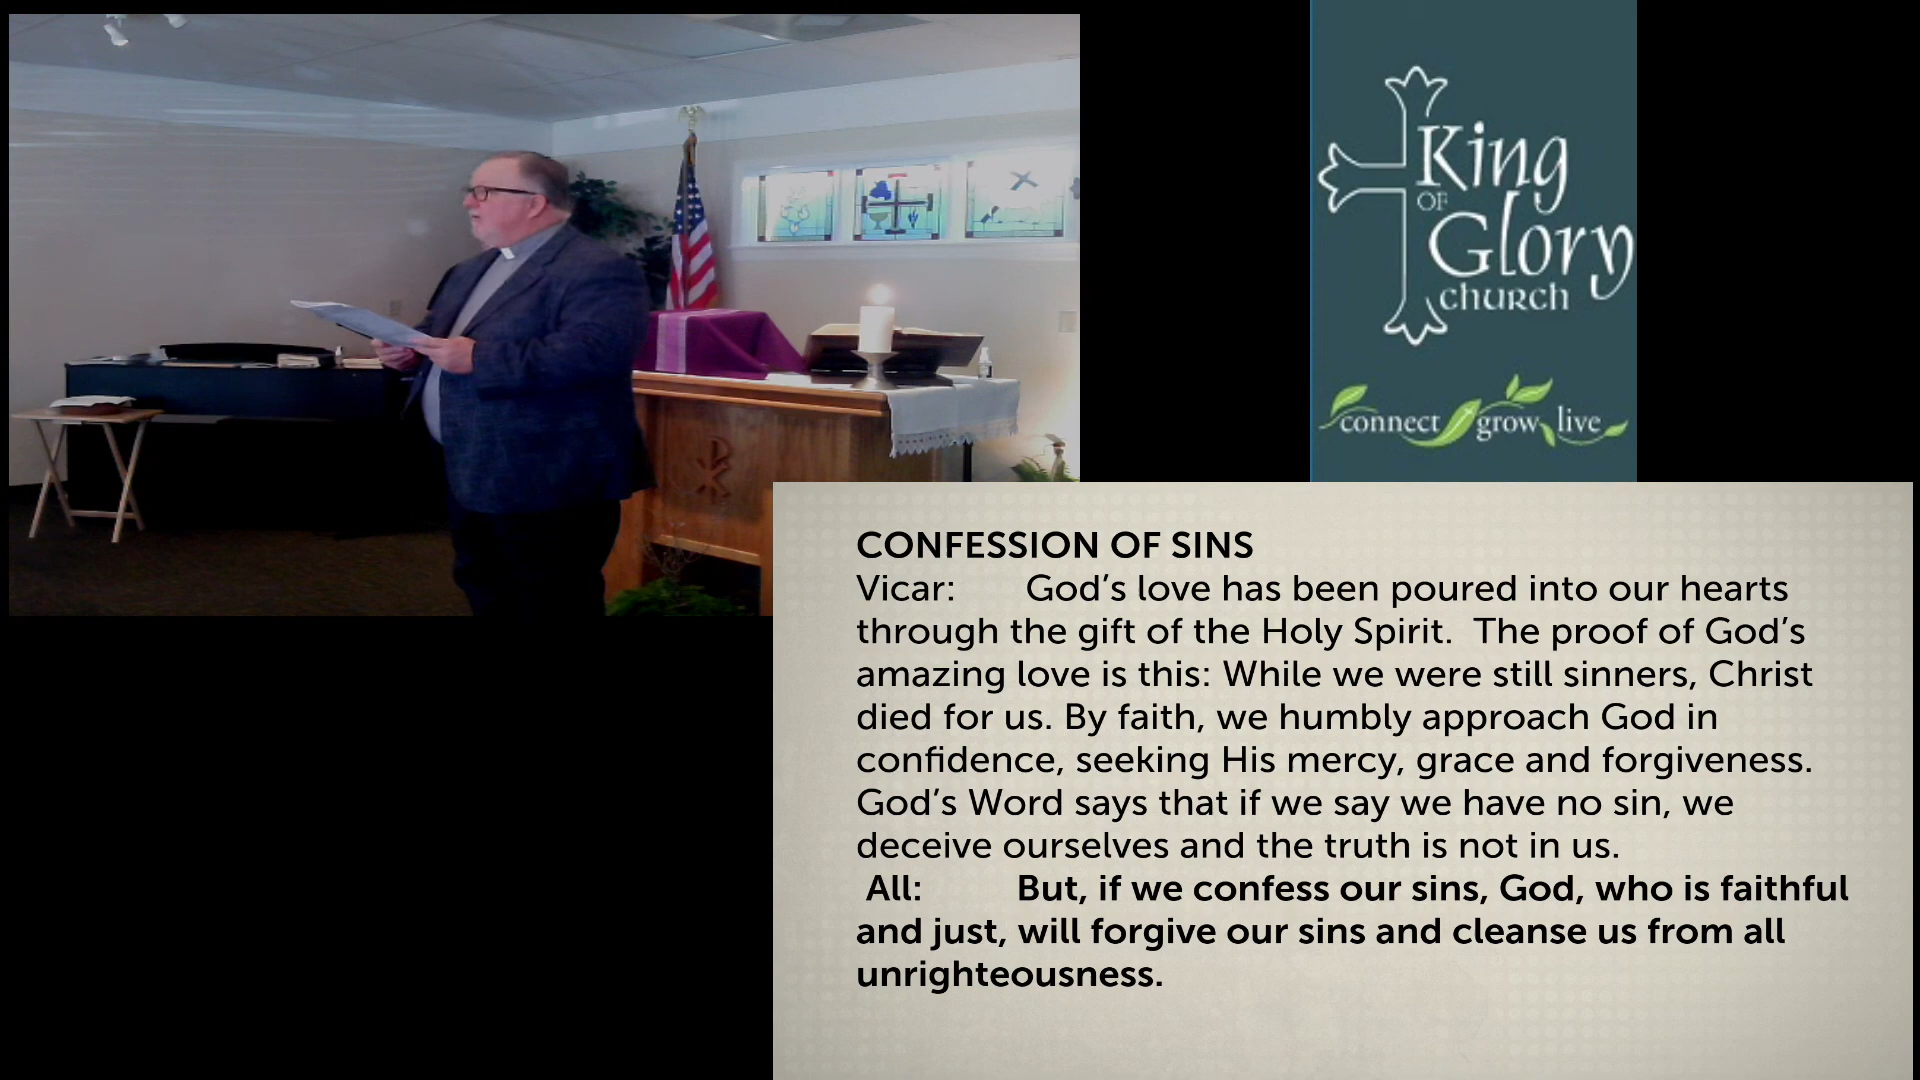 King
OF
Glory
church
connect grow live
CONFESSION OF SINS
Vicar: God’s love has been poured into our hearts
through the gift of the Holy Spirit. The proof of God’s
amazing love is this: While we were still sinners, Christ
died for us. By faith, we humbly approach God in
confidence, seeking His mercy, grace and forgiveness.
God’s Word says that if we say we have no sin, we
deceive ourselves and the truth is not in us.
All: But, if we confess our sins, God, who is faithful
and just, will forgive our sins and cleanse us from all
unrighteousness.